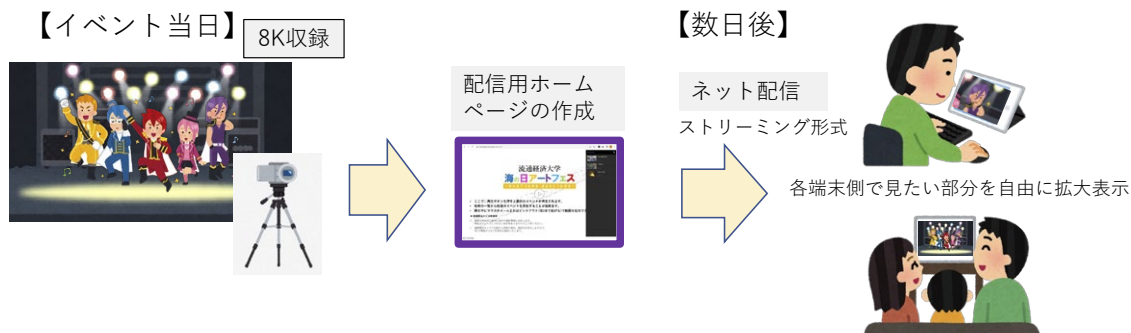 【イベント当日】
8K収録
配信用ホーム
ページの作成
流通経済大学
海の日アートフェス
【数日後】
ネット配信
ストリーミング形式
各端末側で見たい部分を自由に拡大表示